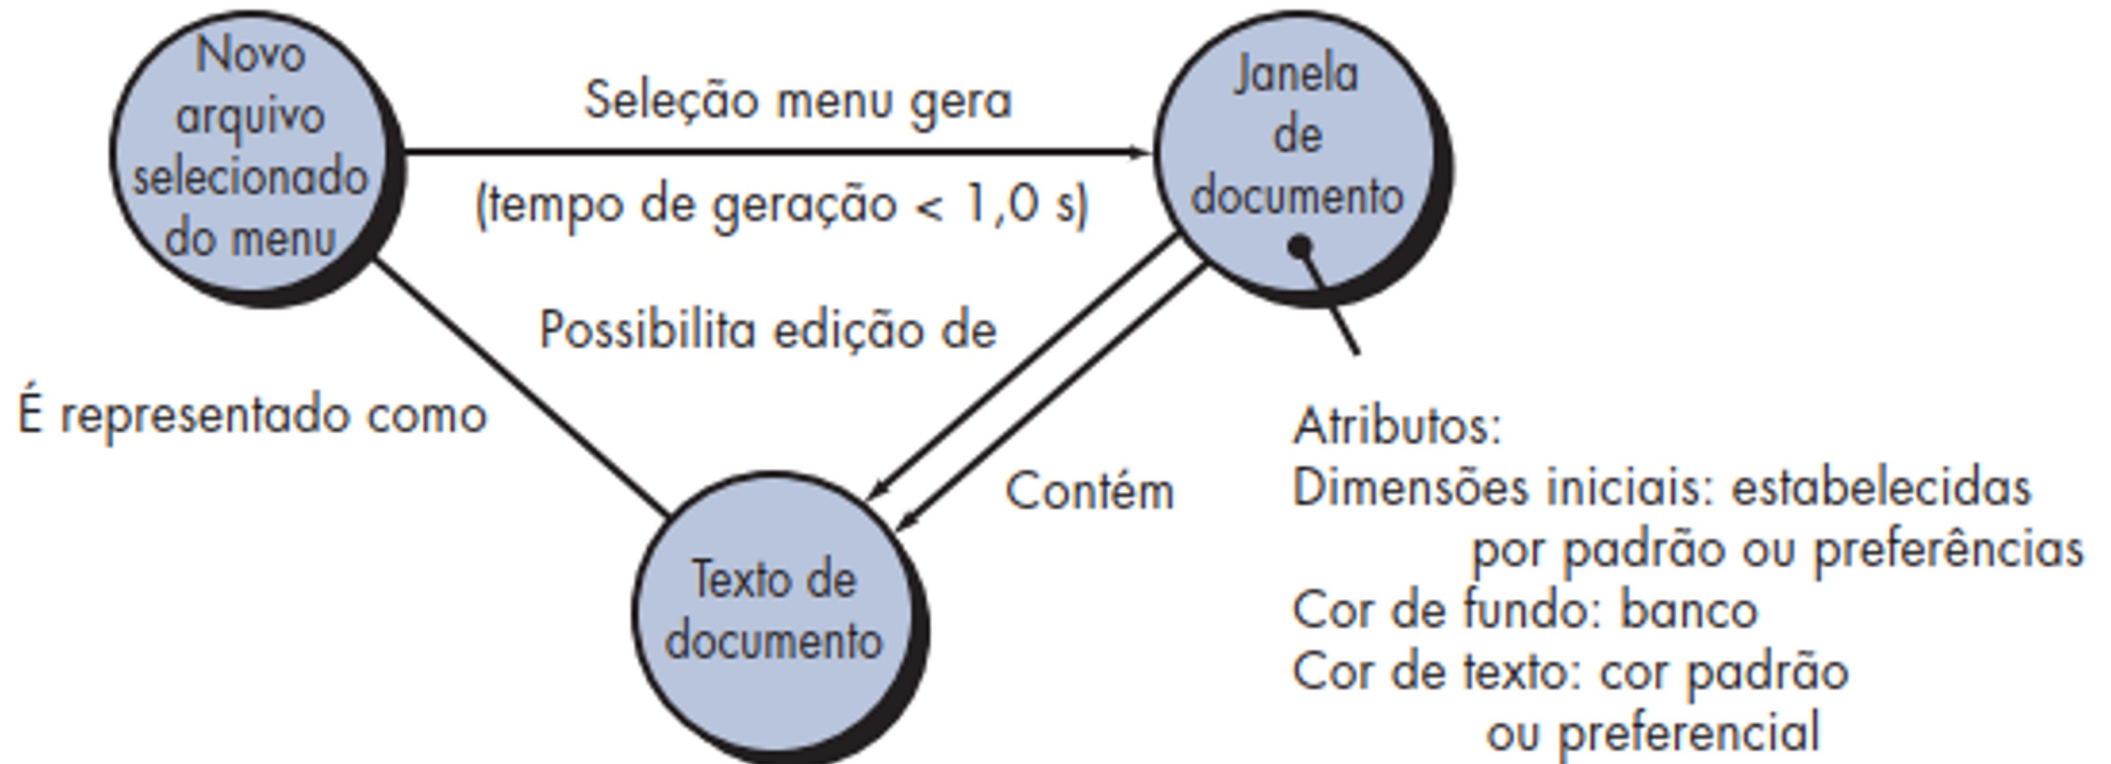 Novo
arquivo
selecionado
do menu
Seleção menu gera
(tempo de geração < 1,0 s)
Janela
de
documento
Possibilita edição de
É representado como
Contém
Texto de
documento
Atributos:
Dimensões iniciais: estabelecidas
por padrão ou preferências
Cor de fundo: banco
Cor de texto: cor padrão
ou preferencial